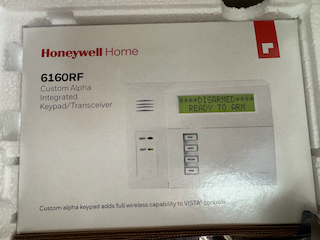 Honeywell Home
6160RF
Custom Alpha
Integrated
Keypad/Transceiver
****DISARMED****
READY TO ARM
Custom alpha keypad adds full wireless capability to VISTA® controls.